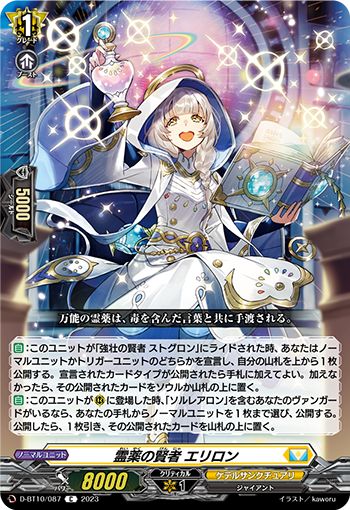 1
グレード
ブースト
5000
シールド
万能の霊薬は、毒を含んだ言葉と共に手渡される。
自:このユニットが「強壮の賢者 ストグロン」にライドされた時、あなたはノー
マルユニットかトリガーユニットのどちらかを宣言し、自分の山札を上から1枚
公開する。宣言されたカードタイプが公開されたら手札に加えてよい。加えな
かったら、その公開されたカードをソウルか山札の上に置く。
自:このユニットがRに登場した時、「ソルレアロン」を含むあなたのヴァンガー
ドがいるなら、あなたの手札からノーマルユニットを1枚まで選び、公開する。
公開したら、1枚引き、その公開されたカードを山札の上に置く。
ノーマルユニット
霊薬の賢者 エリロン
パワー
8000
クリティカル
1
ケテルサンクチュアリ
ジャイアント
D-BT10/087 C 2023
イラスト/kaworu